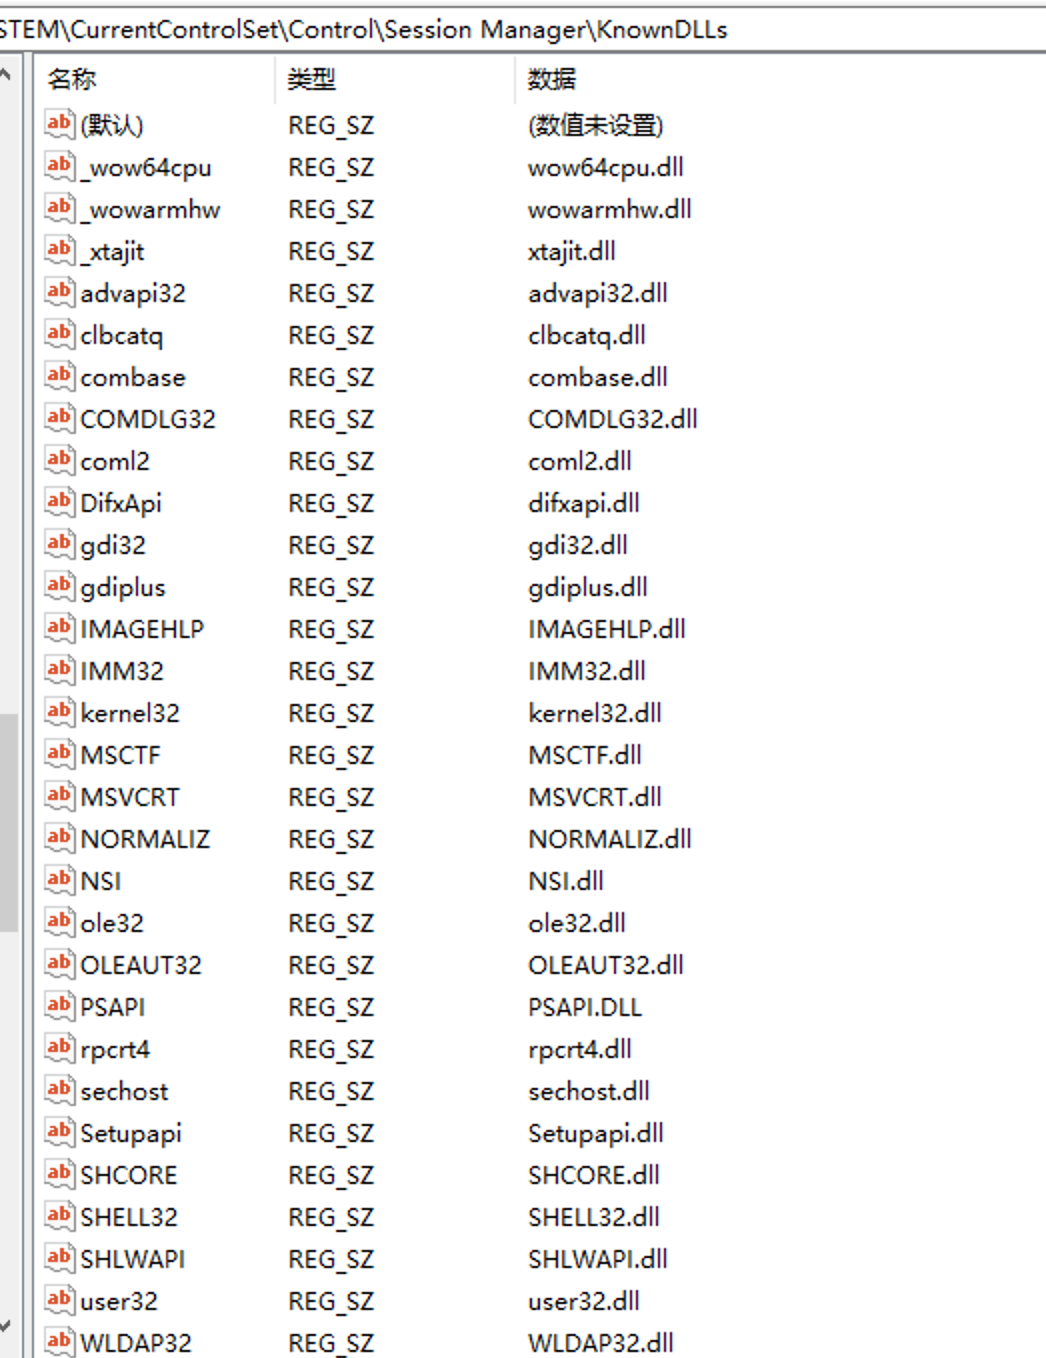 STEM\CurrentControlSet\Control\Session Manager\KnownDLLs
名称 类型 数据
(默认) REG_SZ (数值未设置)
_wow64cpu REG_SZ wow64cpu.dll
_wowarmhw REG_SZ wowarmhw.dll
_xtajit REG_SZ xtajit.dll
advapi32 REG_SZ advapi32.dll
clbcatq REG_SZ clbcatq.dll
combase REG_SZ combase.dll
COMDLG32 REG_SZ COMDLG32.dll
coml2 REG_SZ coml2.dll
DifxApi REG_SZ difxapi.dll
gdi32 REG_SZ gdi32.dll
gdiplus REG_SZ gdiplus.dll
IMAGEHLP REG_SZ IMAGEHLP.dll
IMM32 REG_SZ IMM32.dll
kernel32 REG_SZ kernel32.dll
MSCTF REG_SZ MSCTF.dll
MSVCRT REG_SZ MSVCRT.dll
NORMALIZ REG_SZ NORMALIZ.dll
NSI REG_SZ NSI.dll
ole32 REG_SZ ole32.dll
OLEAUT32 REG_SZ OLEAUT32.dll
PSAPI REG_SZ PSAPI.DLL
rpcrt4 REG_SZ rpcrt4.dll
sechost REG_SZ sechost.dll
Setupapi REG_SZ Setupapi.dll
SHCORE REG_SZ SHCORE.dll
SHELL32 REG_SZ SHELL32.dll
SHLWAPI REG_SZ SHLWAPI.dll
user32 REG_SZ user32.dll
WLDAP32 REG_SZ WLDAP32.dll